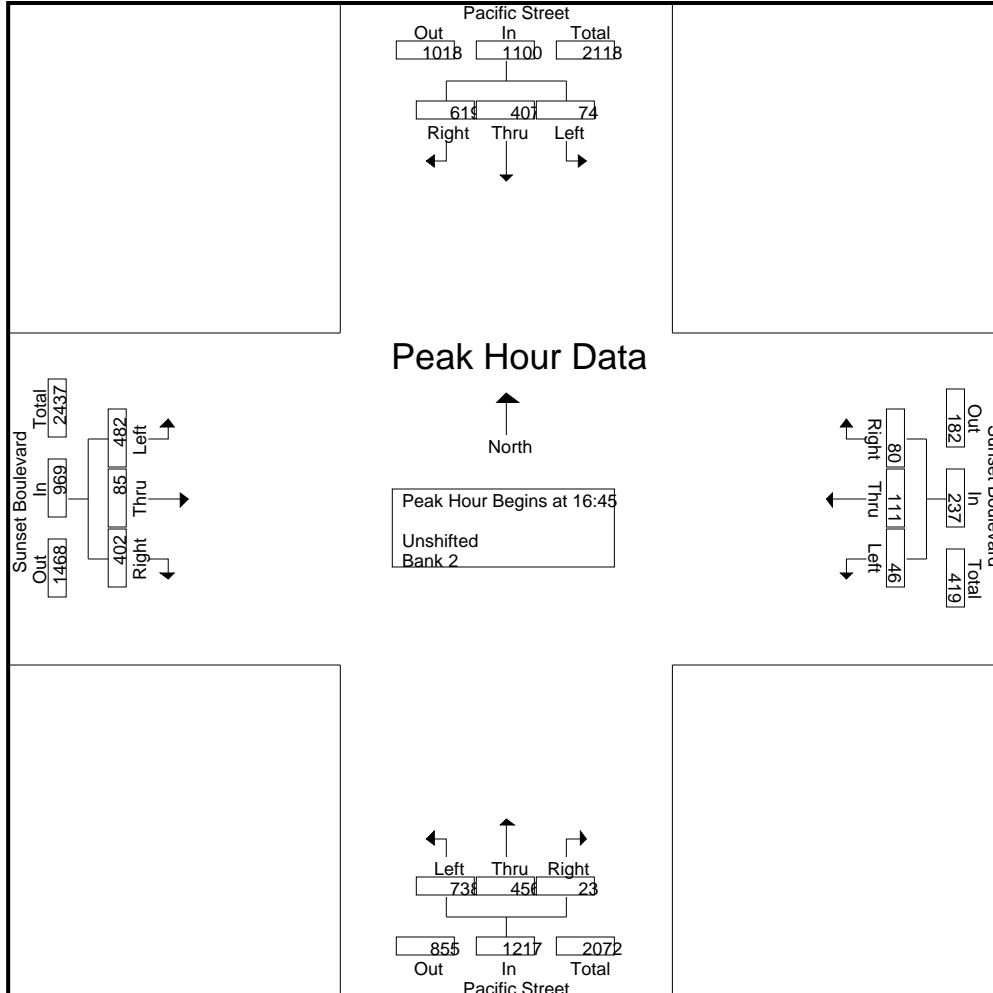 Pacific Street
Out In Total
1018 1100 2118
619 407 74
Right Thru Left
Peak Hour Data
North
Peak Hour Begins at 16:45
Unshifted
Bank 2
Sunset Boulevard
Total In Out
2437 969 1468
482 85 402
Left Thru Right
Right Thru Left
80 111 46
182 237 419
Out In Total
Sunset Boulevard
Left Thru Right
738 456 23
855 1217 2072
Out In Total
Pacific Street